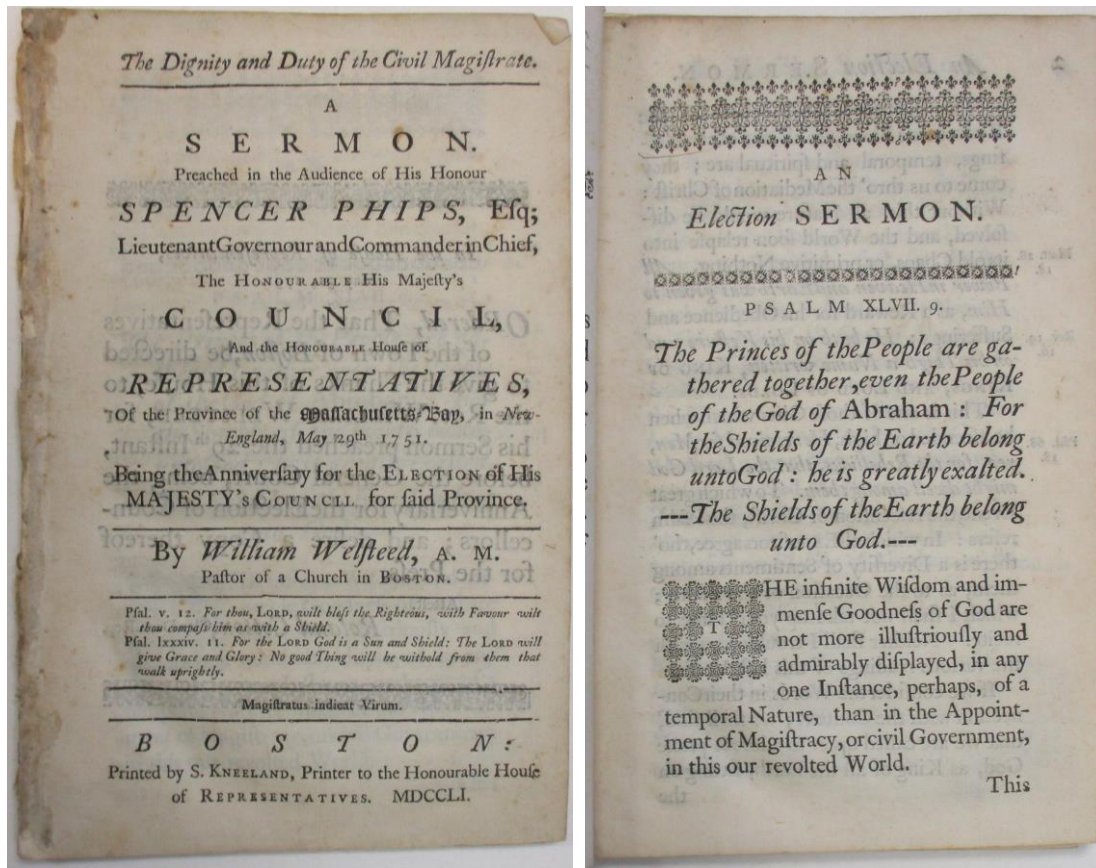 The Dignity and Duty of the Civil Magiſtrate.
A
SERMON.
Preached in the Audience of His Honour
SPENCER PHIPS, Eſq;
Lieutenant Governour and Commander in Chief,
The HONOURABLE His Majeſty's
COUNCIL,
And the HONOURABLE Houſe of
REPRESENTATIVES,
Of the Province of the Maſſachuſetts-Bay, in New-
England, May 29th 1751.
Being the Anniverſary for the ELECTION of His
MAJESTY's COUNCIL for ſaid Province.
By William Welſteed, A. M.
Paſtor of a Church in BOSTON.
Pſal. v. 12. For thou, LORD, wilt bleſs the Righteous, with Favour wilt
thou compaſs him as with a Shield.
Pſal. lxxxiv. 11. For the LORD God is a Sun and Shield: The LORD will
give Grace and Glory: No good Thing will he withold from them that
walk uprightly.
Magiſtratus indicat Virum.
BOSTON:
Printed by S. KNEELAND, Printer to the Honourable Houſe
of REPRESENTATIVES. MDCCLI.
AN
Election SERMON.
PSALM XLVII. 9.
The Princes of the People are ga-
thered together, even the People
of the God of Abraham: For
the Shields of the Earth belong
unto God: he is greatly exalted.
---The Shields of the Earth belong
unto God.---
THE infinite Wiſdom and im-
menſe Goodneſs of God are
not more illuſtriouſly and
admirably diſplayed, in any
one Inſtance, perhaps, of a
temporal Nature, than in the Appoint-
ment of Magiſtracy, or civil Government,
in this our revolted World.
This